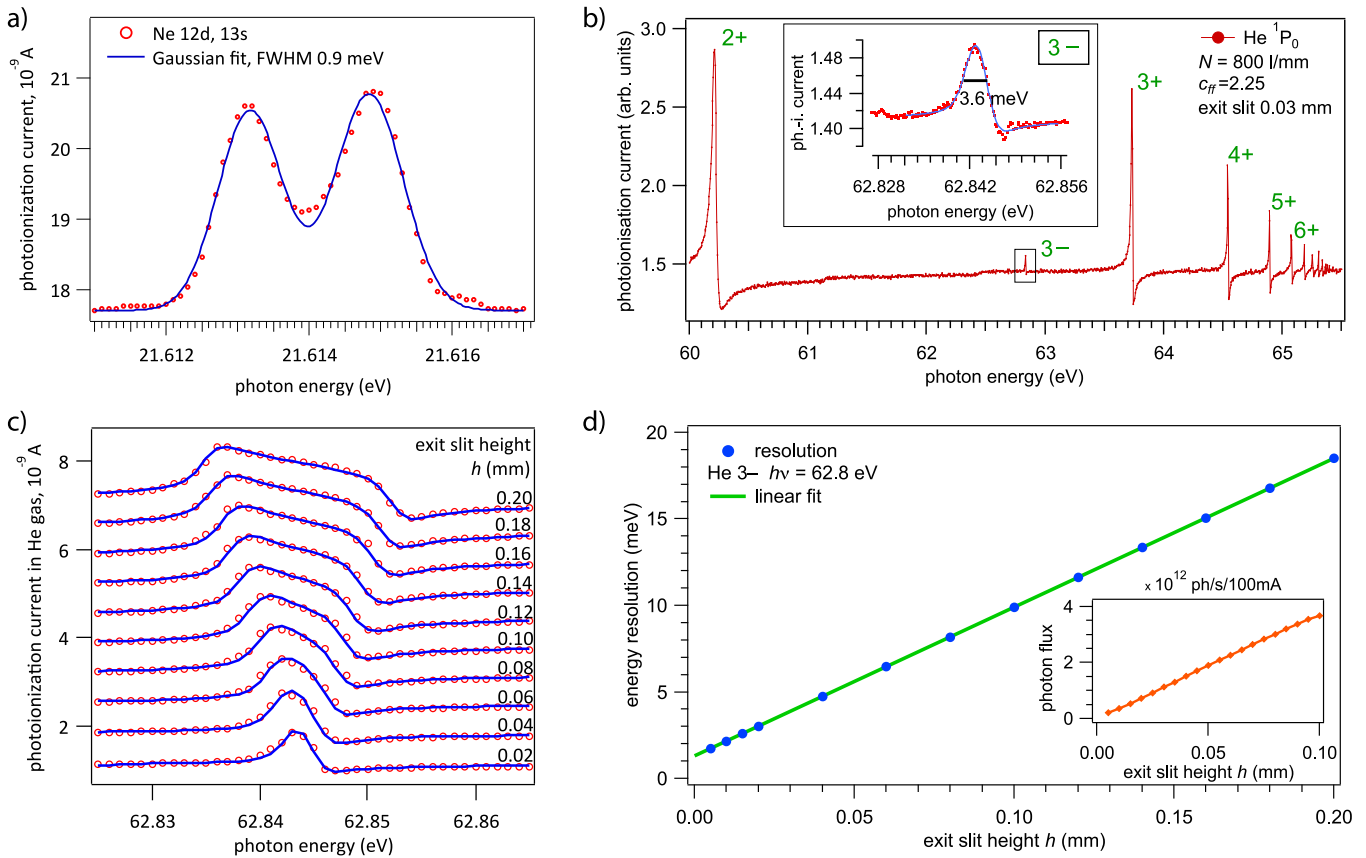 a)
Ne 12d, 13s
Gaussian fit, FWHM 0.9 meV
photoionization current, 10⁻⁹ A
21
20
19
18
21.612
21.614
21.616
photon energy (eV)
b)
photoionisation current (arb. units)
3.0
2.5
2.0
1.5
2+
3–
3+
4+
5+
6+
He ¹P₀
N = 800 l/mm
c_ff=2.25
exit slit 0.03 mm
ph.-i. current
1.48
1.44
1.40
3 –
3.6 meV
62.828
62.842
62.856
photon energy (eV)
60
61
62
63
64
65
photon energy (eV)
c)
photoionization current in He gas, 10⁻⁹ A
8
6
4
2
exit slit height
h (mm)
0.20
0.18
0.16
0.14
0.12
0.10
0.08
0.06
0.04
0.02
62.83
62.84
62.85
62.86
photon energy (eV)
d)
energy resolution (meV)
20
15
10
5
0
resolution
He 3– hν = 62.8 eV
linear fit
x 10¹² ph/s/100mA
photon flux
4
2
0
0.00
0.05
0.10
exit slit height h (mm)
0.00
0.05
0.10
0.15
0.20
exit slit height h (mm)